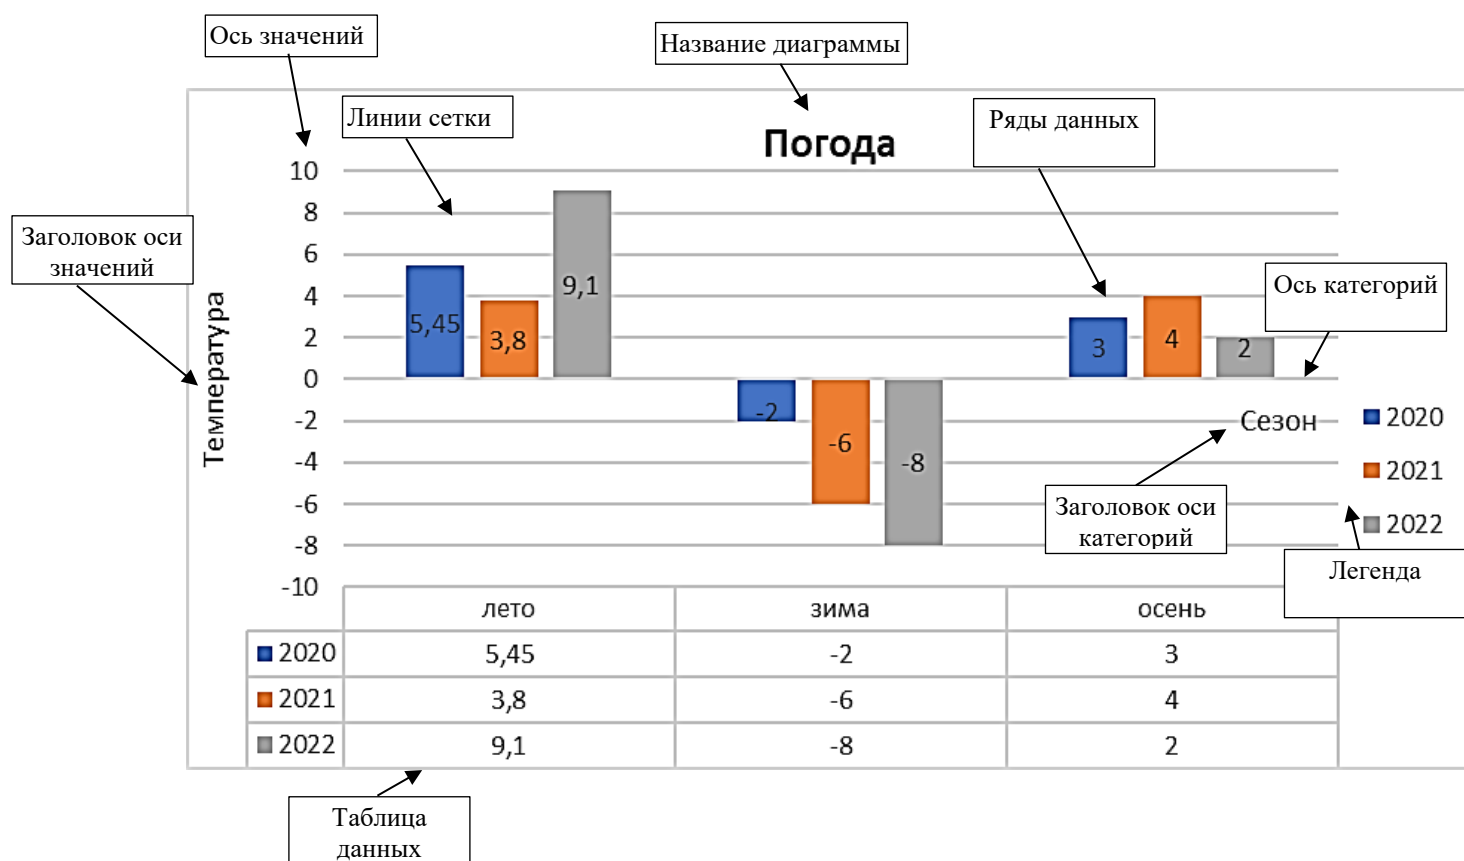 Ось значений
Название диаграммы
Линии сетки
Ряды данных
Погода
Заголовок оси
значений
Ось категорий
Температура
10
8
6
4
2
0
-2
-4
-6
-8
-10
5,45
3,8
9,1
-2
-6
-8
3
4
2
Сезон
2020
2021
2022
Заголовок оси
категорий
Легенда
лето зима осень
2020 5,45 -2 3
2021 3,8 -6 4
2022 9,1 -8 2
Таблица
данных